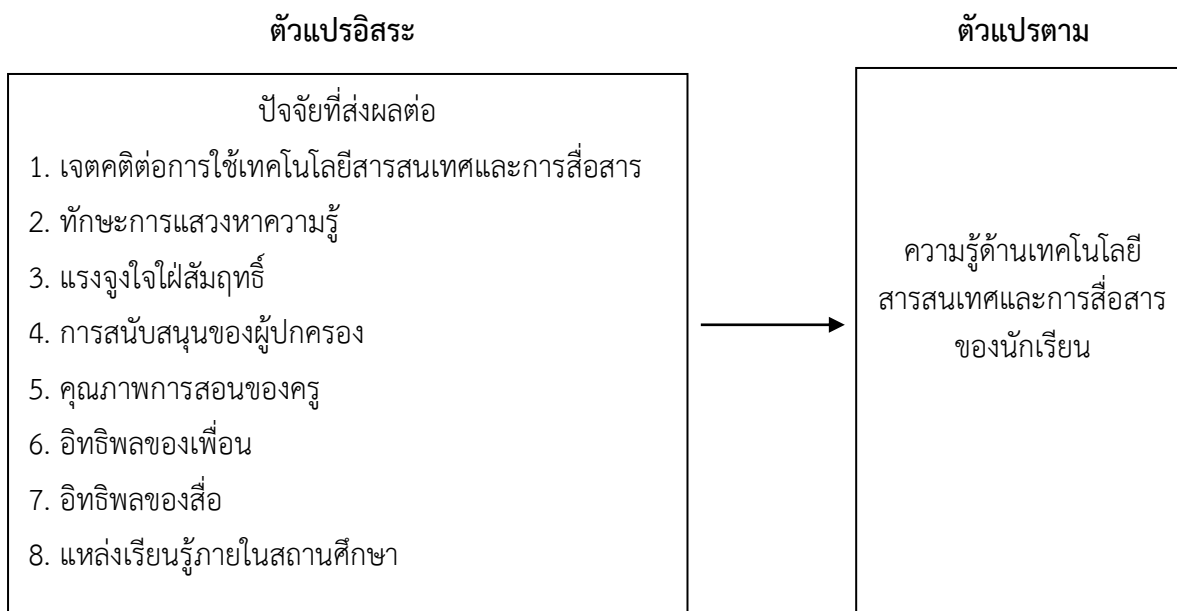 ตัวแปรอิสระ
ปัจจัยที่ส่งผลต่อ
1. เจตคติต่อการใช้เทคโนโลยีสารสนเทศและการสื่อสาร
2. ทักษะการแสวงหาความรู้
3. แรงจูงใจใฝ่สัมฤทธิ์
4. การสนับสนุนของผู้ปกครอง
5. คุณภาพการสอนของครู
6. อิทธิพลของเพื่อน
7. อิทธิพลของสื่อ
8. แหล่งเรียนรู้ภายในสถานศึกษา
ตัวแปรตาม
ความรู้ด้านเทคโนโลยี
สารสนเทศและการสื่อสาร
ของนักเรียน